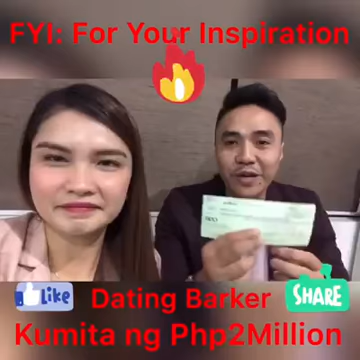 FYI: For Your Inspiration
Like
Dating Barker
SHARE
Kumita ng Php2Million